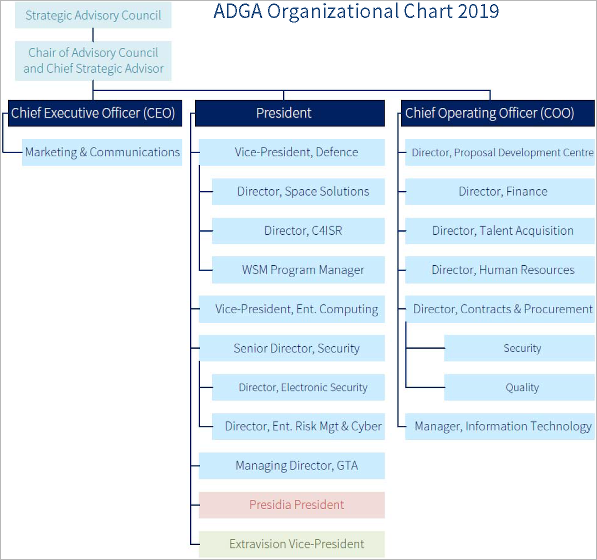 ADGA Organizational Chart 2019
Strategic Advisory Council
Chair of Advisory Council
and Chief Strategic Advisor
Chief Executive Officer (CEO)
Marketing & Communications
President
Vice-President, Defence
Director, Space Solutions
Director, C4ISR
WSM Program Manager
Vice-President, Ent. Computing
Senior Director, Security
Director, Electronic Security
Director, Ent. Risk Mgt & Cyber
Managing Director, GTA
Presidia President
Extravision Vice-President
Chief Operating Officer (COO)
Director, Proposal Development Centre
Director, Finance
Director, Talent Acquisition
Director, Human Resources
Director, Contracts & Procurement
Security
Quality
Manager, Information Technology